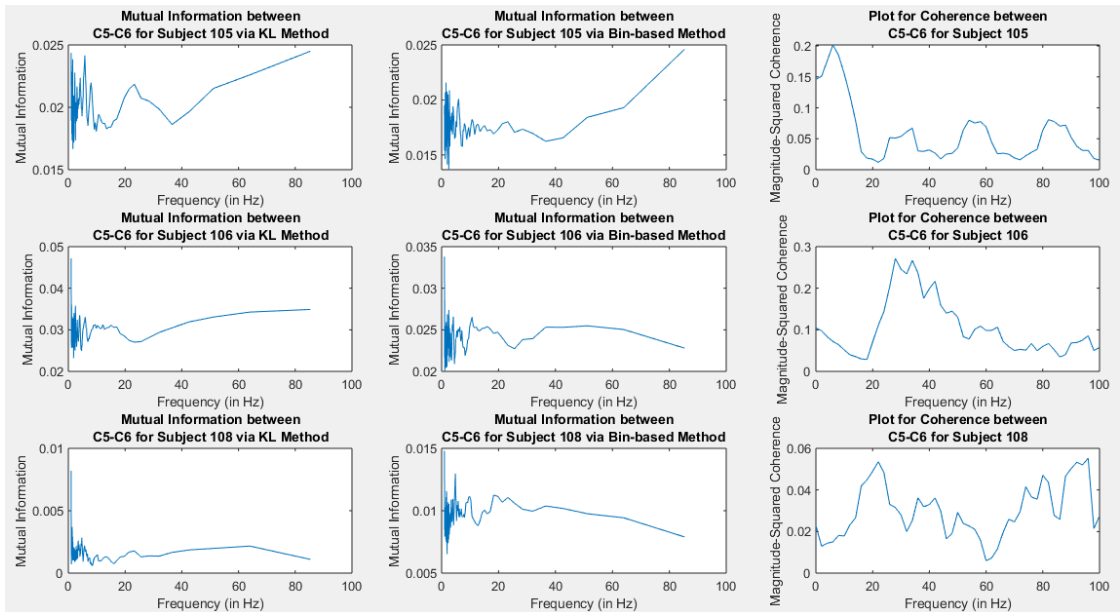 Mutual Information between
C5-C6 for Subject 105 via KL Method
Mutual Information
0.025
0.02
0.015
0 20 40 60 80 100
Frequency (in Hz)
Mutual Information between
C5-C6 for Subject 105 via Bin-based Method
Mutual Information
0.025
0.02
0.015
0 20 40 60 80 100
Frequency (in Hz)
Plot for Coherence between
C5-C6 for Subject 105
Magnitude-Squared Coherence
0.2
0.15
0.1
0.05
0
0 20 40 60 80 100
Frequency (in Hz)
Mutual Information between
C5-C6 for Subject 106 via KL Method
Mutual Information
0.05
0.04
0.03
0.02
0 20 40 60 80 100
Frequency (in Hz)
Mutual Information between
C5-C6 for Subject 106 via Bin-based Method
Mutual Information
0.035
0.03
0.025
0.02
0 20 40 60 80 100
Frequency (in Hz)
Plot for Coherence between
C5-C6 for Subject 106
Magnitude-Squared Coherence
0.3
0.2
0.1
0
0 20 40 60 80 100
Frequency (in Hz)
Mutual Information between
C5-C6 for Subject 108 via KL Method
Mutual Information
0.01
0.005
0
0 20 40 60 80 100
Frequency (in Hz)
Mutual Information between
C5-C6 for Subject 108 via Bin-based Method
Mutual Information
0.015
0.01
0.005
0 20 40 60 80 100
Frequency (in Hz)
Plot for Coherence between
C5-C6 for Subject 108
Magnitude-Squared Coherence
0.06
0.04
0.02
0
0 20 40 60 80 100
Frequency (in Hz)